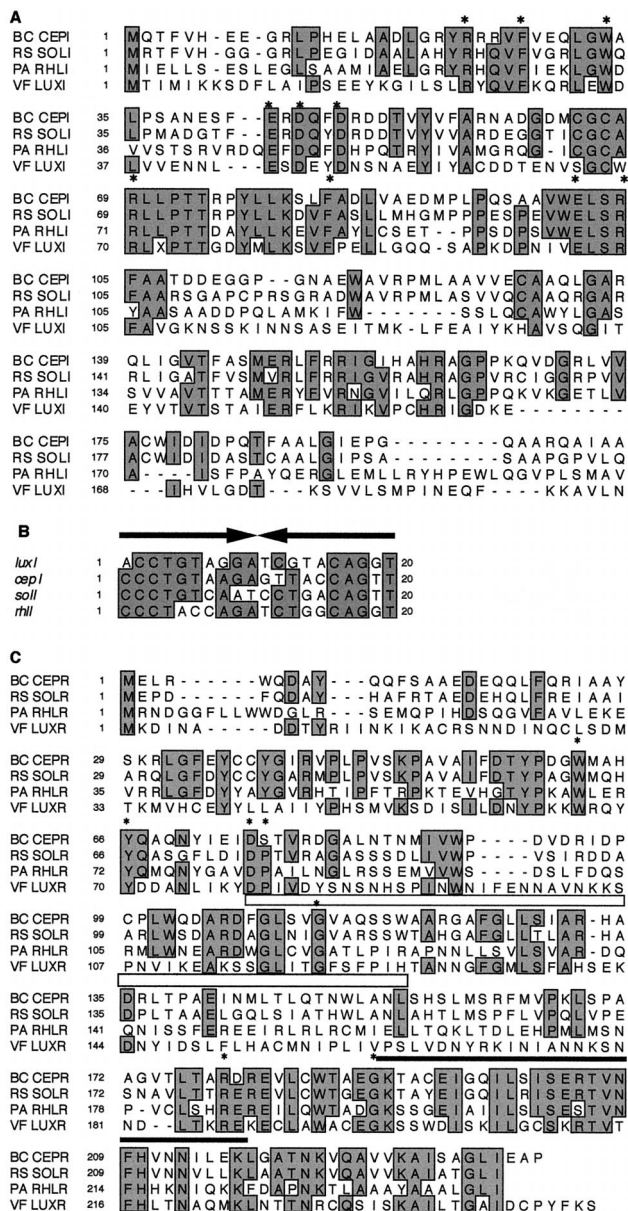 A
* * *
BC CEPI 1 MQTFVH-EE-GRLPHELAADLGRYRRRVFVEQLGWA
RS SOLI 1 MRTFVH-GG-GRLPEGIDAALAHYRHQVFVGRLGWQ
PA RHLI 1 MIELLS-ESLEGLSAAMIAELGRYRHQVFIEKLGWD
VF LUXI 1 MTIMIKKSDFLAIPSEEYKGILSLRYQVFKQRLEWD
* * *
BC CEPI 35 LPSANESF--ERDQFDRDDTVYVFARNADGDMCGCA
RS SOLI 35 LPMADGTF--ERDQYDRDDTVYVVARDEGGTICGCA
PA RHLI 36 VVSTSRVRDQEFDQFDHPQTRYIVAMSRQG-ICGCA
VF LUXI 37 LVVENNL---ESDEYDNSNAEYIYACDDTENVSGCW
* * * *
BC CEPI 69 RLLPTTRPYLLKSLFADLVAEDMPLPQSAAVWELSR
RS SOLI 69 RLLPTTRPYLLKDVFASLLMHGMPPPESPEVWELSR
PA RHLI 71 RLLPTTDAYLLKEVFAYLCSET--PPSDPSVWELSR
VF LUXI 70 RLXPTTGDYMLKSVFPELLGQQ-SAPKDPNIVELSR
BC CEPI 105 FAATDDEGGP--GNAEWAVRPMLAAVVECAAQLGAR
RS SOLI 105 FAARSGAPCPRSGRADWAVRPMLASVVQCAAQRGAR
PA RHLI 105 YAASAADDPQLAMKIFW-----SSLQCAWYLGAS
VF LUXI 105 FAVGKNSSKINNSASEITMK-LFEAIYKHAVSQGIT
BC CEPI 139 QLIGVTFASMERLFRRIGIHAHRAGPPKQVDGRLVV
RS SOLI 141 RLIGATFVSMVRLFRRIGVRAHRAGPVRCIGGRPVV
PA RHLI 134 SVVAVTTTAMERYFVRNGVILQRLGPPQKVKGETLV
VF LUXI 140 EYVTVTSTAIERFLKRIKVPCHRIGDKE--------
BC CEPI 175 ACWIDIDPQTFAALGIEPG-------QAARQAIAA
RS SOLI 177 ACWIDIDASTCAALGIPSA-------SAAPGPVLQ
PA RHLI 170 A----ISFPAYQERGLEMLLRYHPEWLQGVPLSMAV
VF LUXI 168 ---IHVLGDT---KSVVLSMPINEQF---KKAVLN
B
luxI 1 ACCTGTAGGATCGTACAGGT 20
cepI 1 CCCTGTAAGAGTTACCAGTT 20
solI 1 CCCTGTCAATCCTGACAGTT 20
rhlI 1 CCCTACCAGATCTGGCAGGT 20
C
BC CEPR 1 MELR-----WQDAY---QQFSAAEDEQQLFQRIAAY
RS SOLR 1 MEPD-----FQDAY---HAFRTAEDEHQLFREIAAI
PA RHLR 1 MRNDGGFLLWWDGLR---SEMQPIHDSQGVFAVLEKE
VF LUXR 1 MKDINA---DDTYRIINKIKACRSNNDINQCLSDM
*
BC CEPR 29 SKRLGFEYCCYGIRVPLPVSKPAVAIFDTYPDGWMAH
RS SOLR 29 ARQLGFDYCCYGARMPLPVSKPAVAIFDTYPAGWMQH
PA RHLR 35 VRRLGFDYYAYGVRHTIPFTRPKTEVHGTYPKAWLER
VF LUXR 33 TKMVHCEYYLLAIIYPHSMVKSDISILDNYPKKWRQY
* * *
BC CEPR 66 YQAQNYIEIDSTVRDGALNTNMIVWP----DVDRIDP
RS SOLR 66 YQASGFLDIDPTVRAGASSSDLIVWP----VSIRDDA
PA RHLR 72 YQMQNYGAVDPAILNGLRSSEMVVWS----DSLFDQS
VF LUXR 70 YDDANLIKYDPIVDYSNSNHSPINWNIFENNAVNKKS
*
BC CEPR 99 CPLWQDARDFGLSVGVAQSSWAARGAFGLLSIAR-HA
RS SOLR 99 ARLWSDARDAGLNIGVARSSWTAHGAFGLLTLAR-HA
PA RHLR 105 RMLWNEARDWGLCVGATLPIRAPNNLLSVLSVAR-DQ
VF LUXR 107 PNVIKEAKSSGLITGFSFPIHTANNGFGMLSFAHSEK
BC CEPR 135 DRLTPAEINMLTLQTNWLANLSHSLMSRFMVPKLSPA
RS SOLR 135 DPLTAAELGQLSIATHWLANLAHTLMSPFLVPQLVPE
PA RHLR 141 QNISSFEREEIRLRLRCMIELLTQKLTDLEHPMLMSN
VF LUXR 144 DNYIDSLFLHACMNIPLIVPSLVDNYRKINIANNKSN
* *
BC CEPR 172 AGVTLTARDREVLCWTAEGKTACEIGQILSISERTVN
RS SOLR 172 SNAVLTTREREVLCWTAEGKTAYEIGQILRISERTVN
PA RHLR 178 P-VCLSHREREILQWTADGKSSGEIAIILSISESTVN
VF LUXR 181 ND--LTKREKECLAWACEGKSSWDISKILGCSKRTVT
BC CEPR 209 FHVNNILEKLGATNKVQAVVKAISAGLIEAP
RS SOLR 209 FHVNNVLLKLAATNKVQAVVKAIATGLI
PA RHLR 214 FHHKNIQKKFDAPNKTLAAAYAAALGLI
VF LUXR 216 FHLTNAQMKLNTTNRCQSISKAILTGAIDCPYFKS